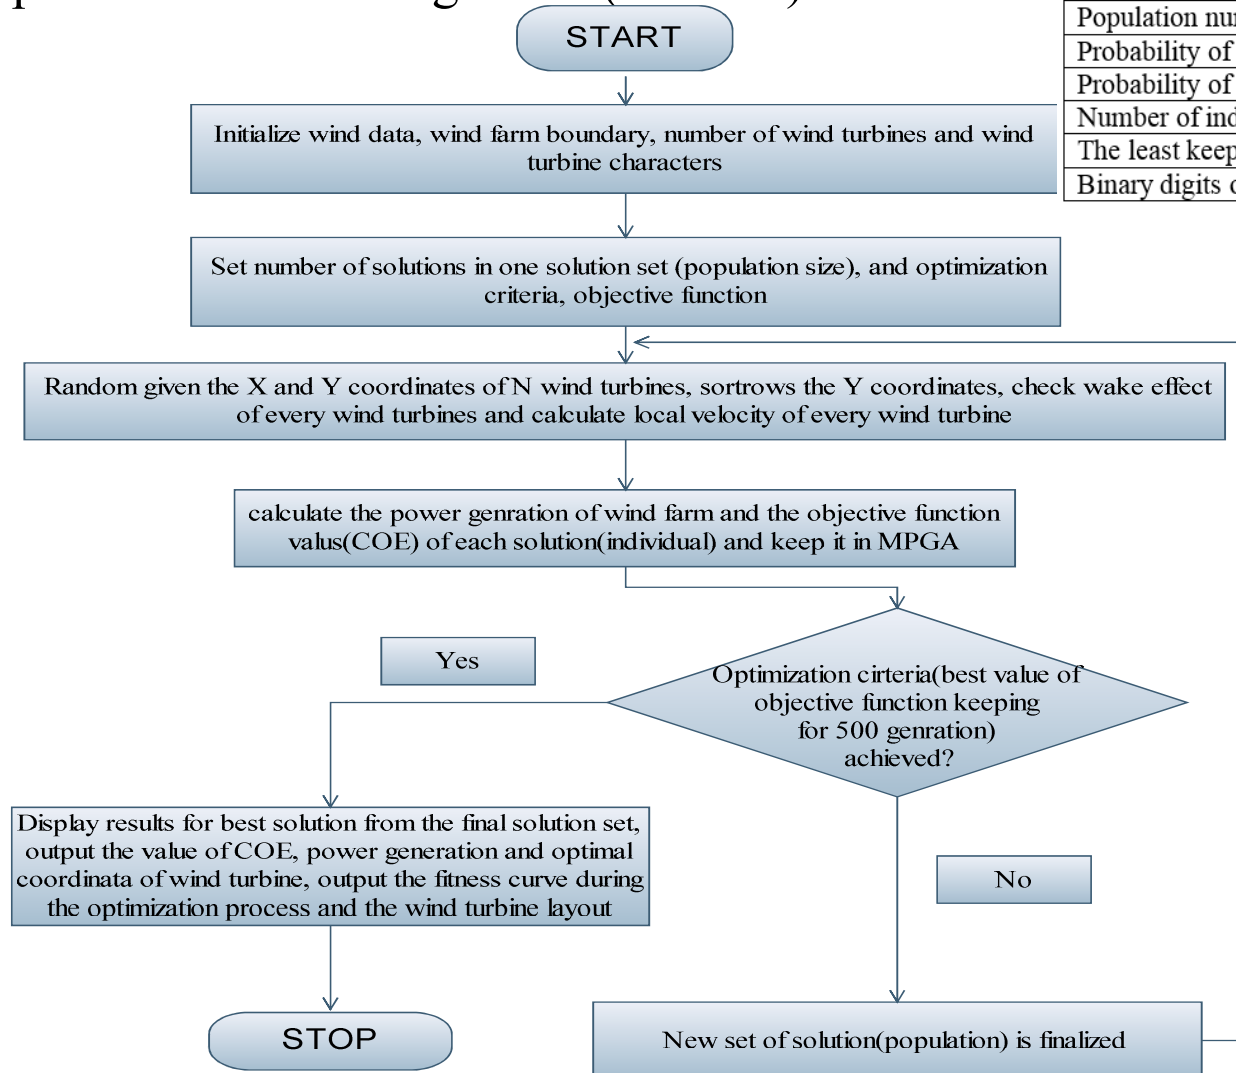 START
Population
Probability of
Probability of
Number of
The least
Binary digits
Initialize wind data, wind farm boundary, number of wind turbines and wind
turbine characters
Set number of solutions in one solution set (population size), and optimization
criteria, objective function
Random given the X and Y coordinates of N wind turbines, sortrows the Y coordinates, check wake effect
of every wind turbines and calculate local velocity of every wind turbine
calculate the power genration of wind farm and the objective function
valus(COE) of each solution(individual) and keep it in MPGA
Yes
Optimization cirteria(best value of
objective function keeping
for 500 genration)
achieved?
Display results for best solution from the final solution set,
output the value of COE, power generation and optimal
coordinata of wind turbine, output the fitness curve during
the optimization process and the wind turbine layout
No
STOP
New set of solution(population) is finalized